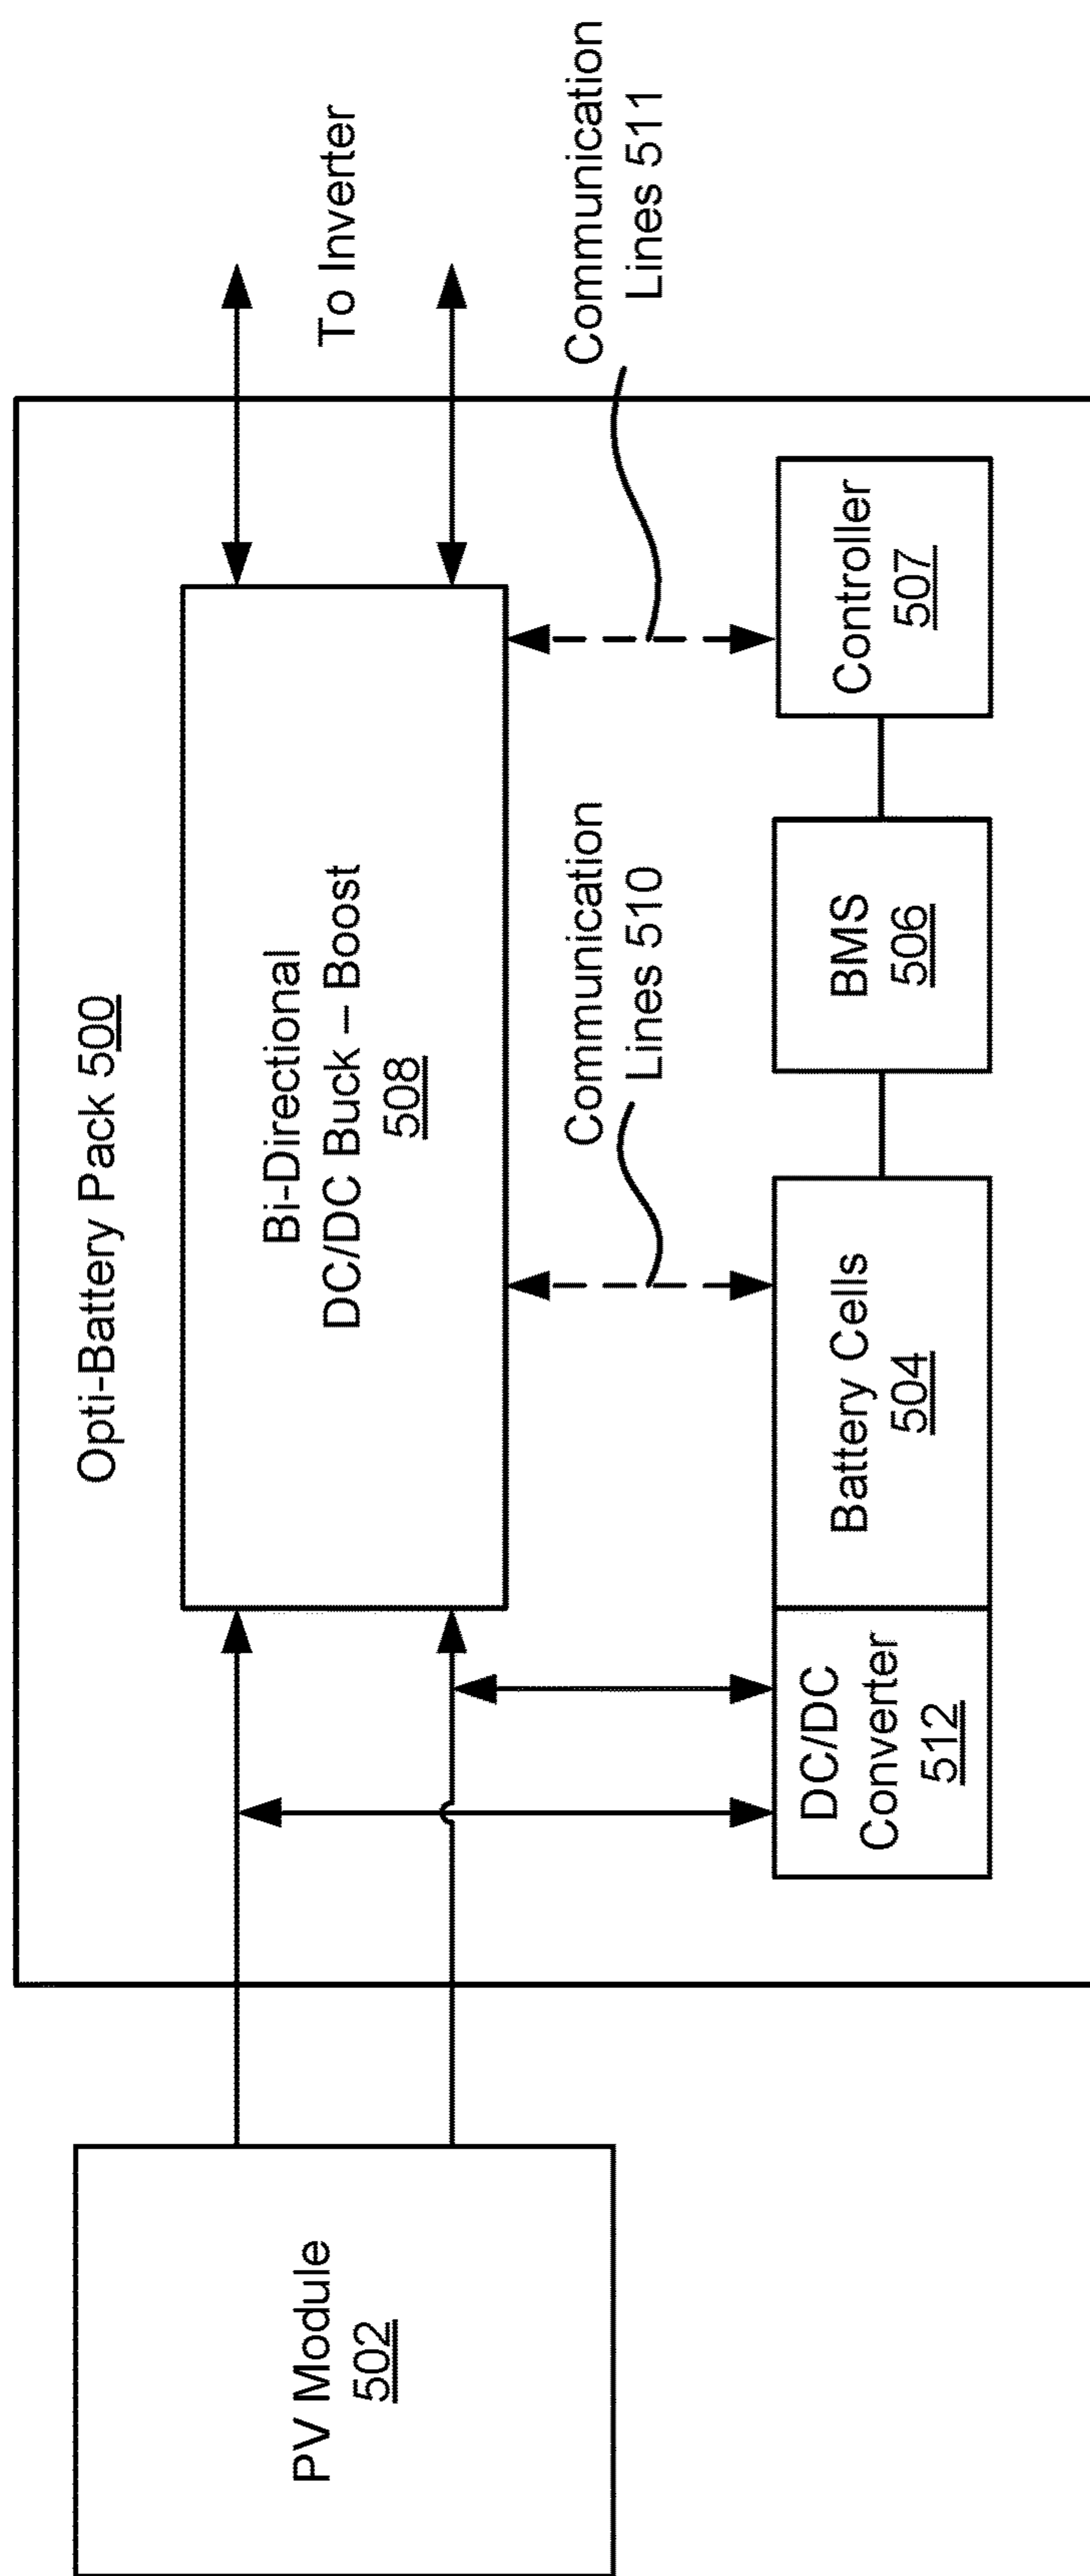 Opti-Battery Pack 500
PV Module
502
Bi-Directional
DC/DC Buck – Boost
508
To Inverter
Communication
Lines 510
Communication
Lines 511
DC/DC
Converter
512
Battery Cells
504
BMS
506
Controller
507